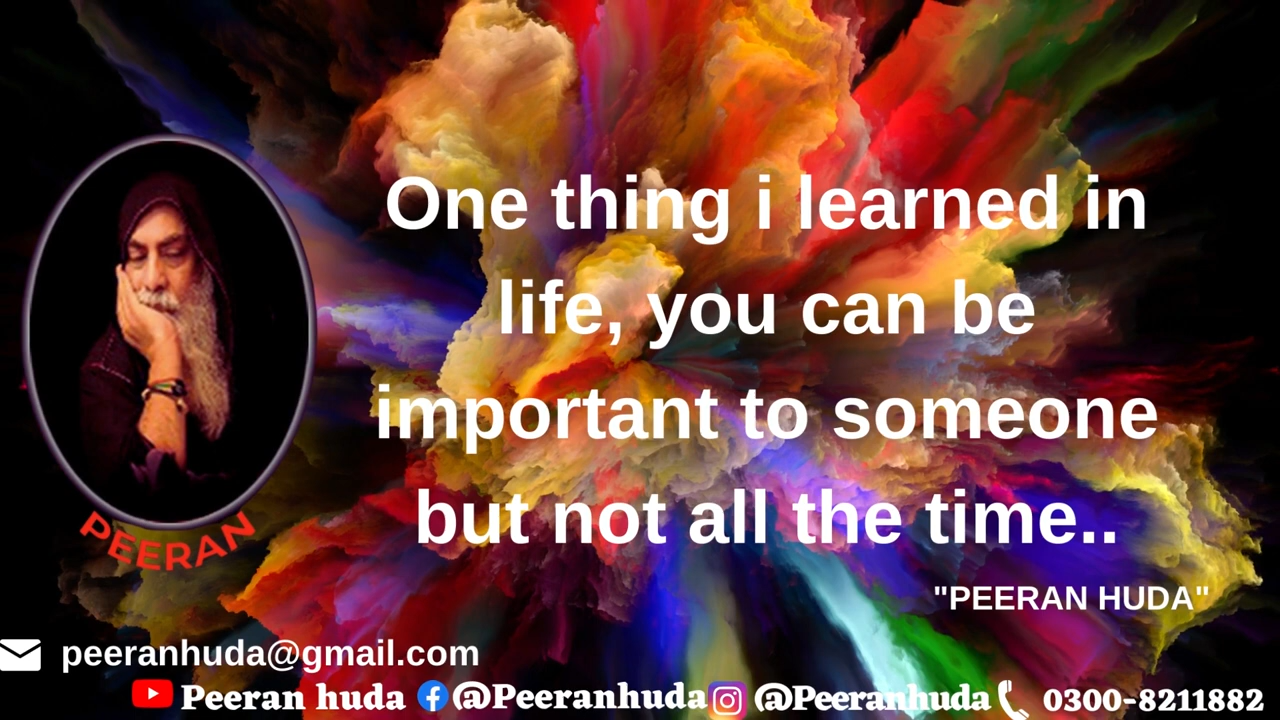 One thing i learned in
life, you can be
important to someone
but not all the time..
"PEERAN HUDA"
PEERAN
peeranhuda@gmail.com
Peeran huda @Peeranhuda @Peeranhuda 0300-8211882